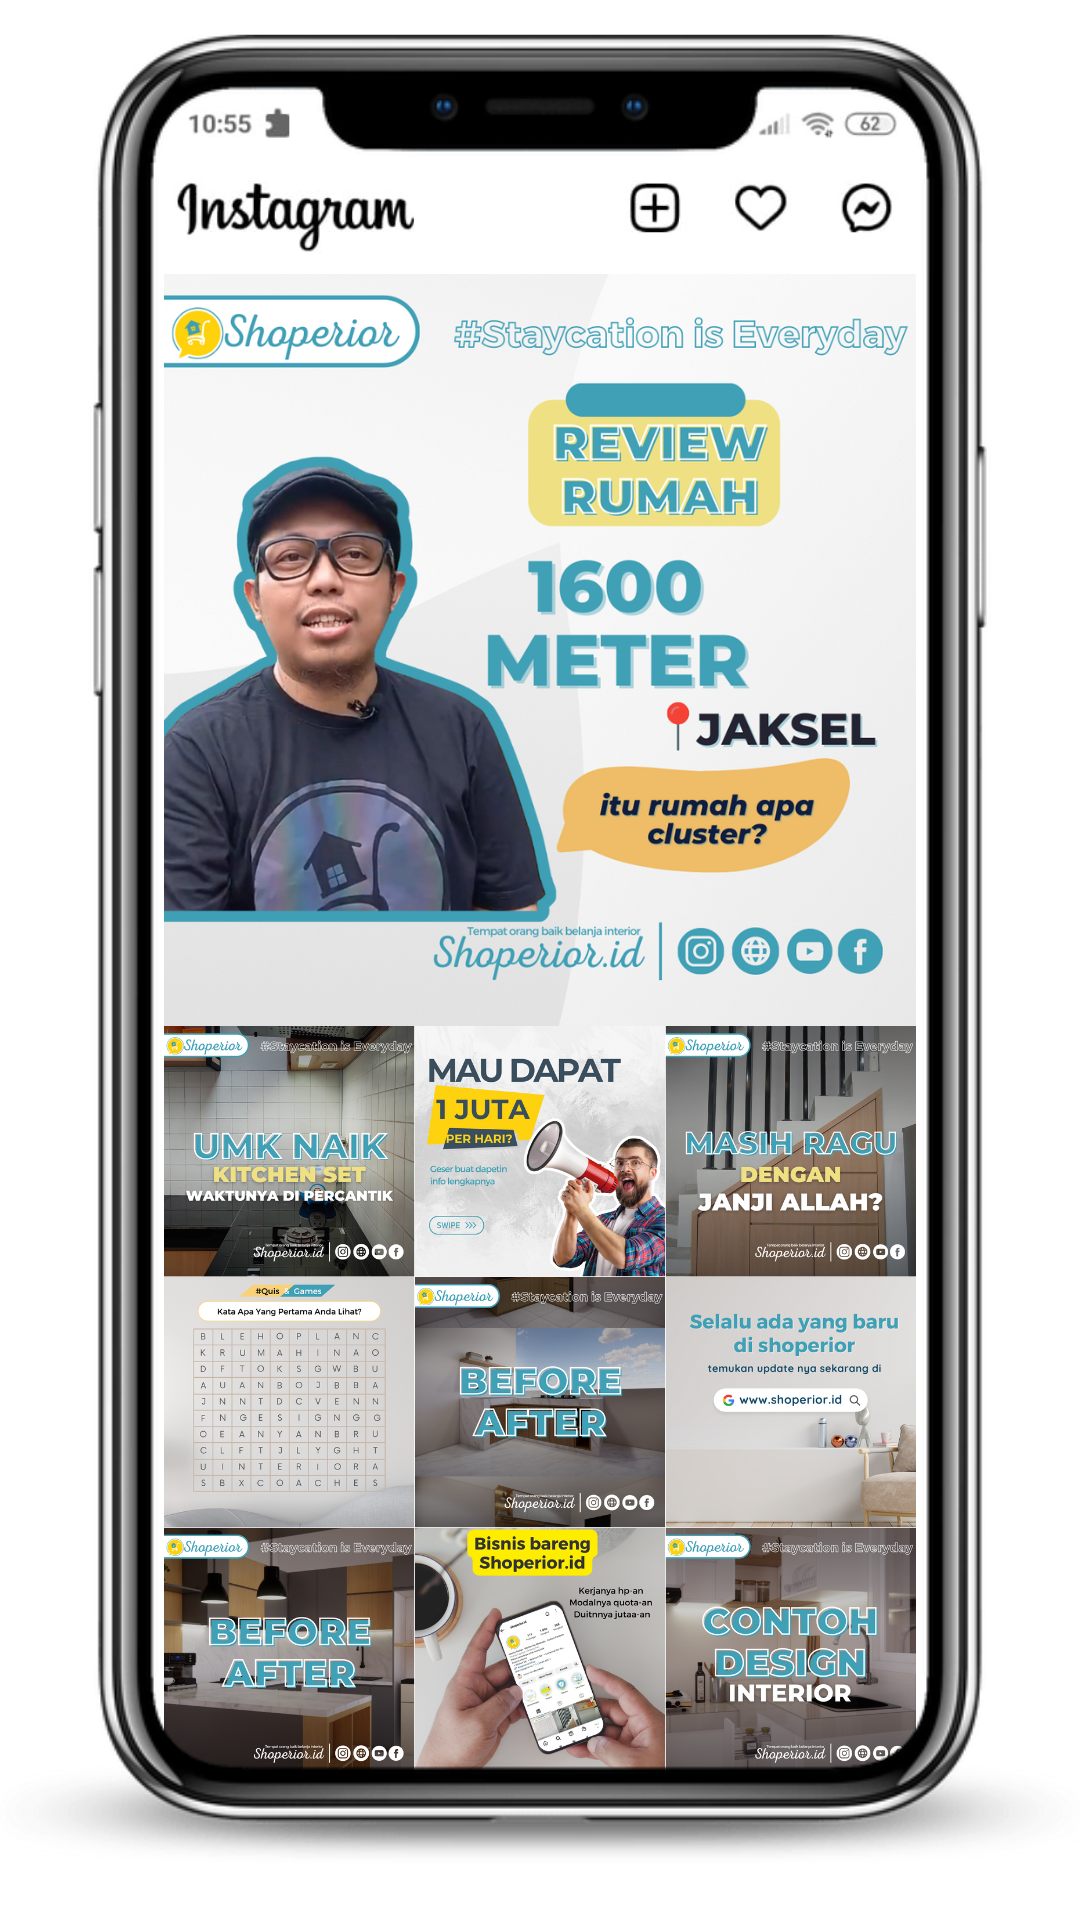 10:55
62
Instagram
Shoperior
#Staycation is Everyday
REVIEW
RUMAH
1600
METER
JAKSEL
itu rumah apa
cluster?
Tempat orang baik belanja interior
Shoperior.id
Shoperior
#Staycation is Everyday
UMK NAIK
KITCHEN SET
WAKTUNYA DI PERCANTIK
Shoperior.id
MAU DAPAT
1 JUTA
PER HARI?
Geser buat dapetin
info lengkapnya
SWIPE >>>
Shoperior
#Staycation is Everyday
MASIH RAGU
DENGAN
JANJI ALLAH?
Shoperior.id
#Quis & Games
Kata Apa Yang Pertama Anda Lihat?
B L E H O P L A N C
K R U M A H I N A O
D F T O K S G W B U
A U A N B O J B B A
J N N T D C V E N N
F N G E S I G N G G
O E A N Y A N B R U
C L F T J L Y G H T
U I N T E R I O R A
S B X C O A C H E S
Shoperior
#Staycation is Everyday
BEFORE
AFTER
Shoperior.id
Selalu ada yang baru
di shoperior
temukan update nya sekarang di
www.shoperior.id
Shoperior
#Staycation is Everyday
BEFORE
AFTER
Shoperior.id
Bisnis bareng
Shoperior.id
Kerjanya hp-an
Modalnya quota-an
Duitnnya jutaa-an
Shoperior
#Staycation is Everyday
CONTOH
DESIGN
INTERIOR
Shoperior.id